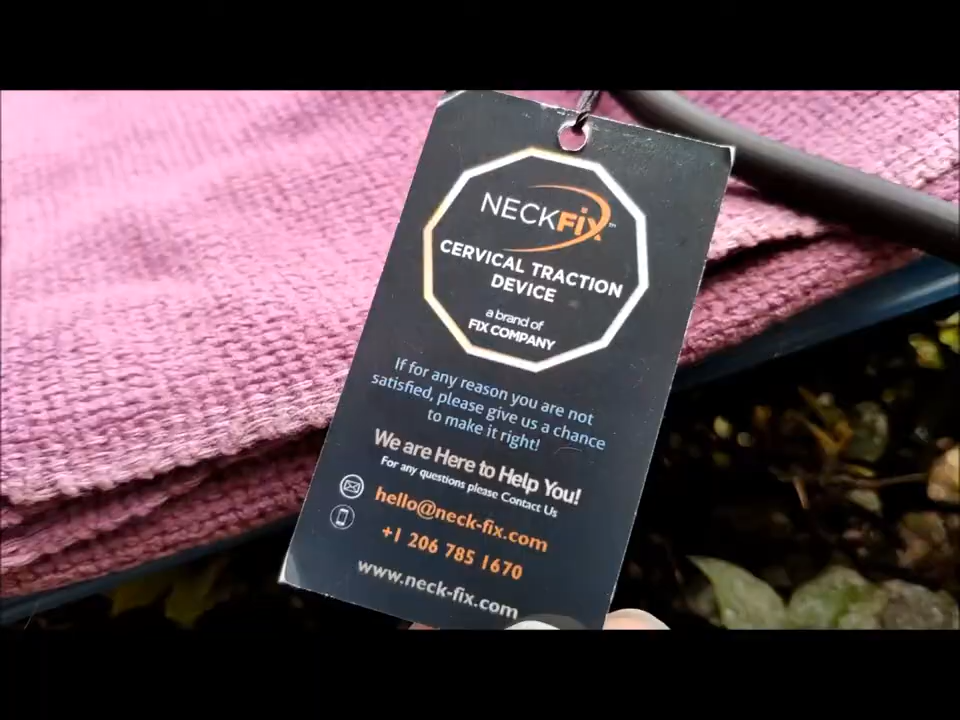 NECKFiX™
CERVICAL TRACTION
DEVICE
a brand of
FIX COMPANY
If for any reason you are not
satisfied, please give us a chance
to make it right!
We are Here to Help You!
For any questions please Contact Us
hello@neck-fix.com
+1 206 785 1670
www.neck-fix.com